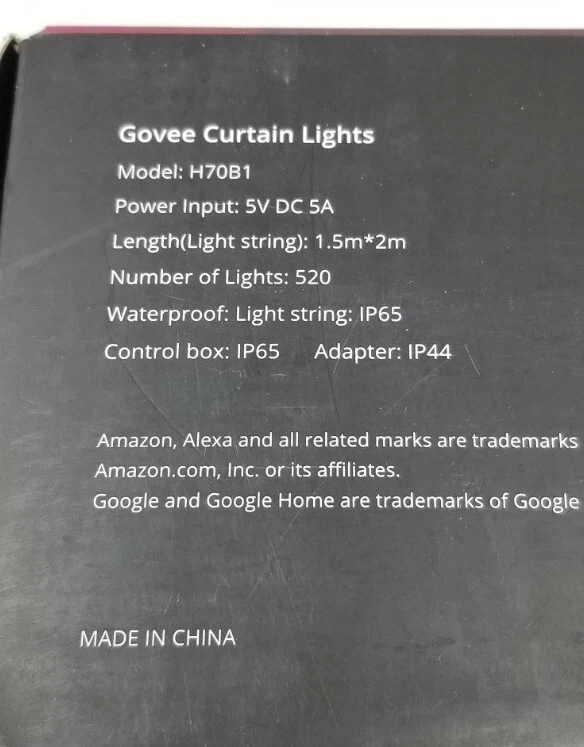 Govee Curtain Lights
Model: H70B1
Power Input: 5V DC 5A
Length(Light string): 1.5m*2m
Number of Lights: 520
Waterproof: Light string: IP65
Control box: IP65 Adapter: IP44
Amazon, Alexa and all related marks are trademarks
Amazon.com, Inc. or its affiliates.
Google and Google Home are trademarks of Google
MADE IN CHINA